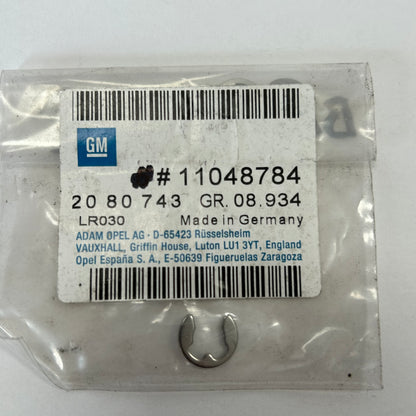 GM
# 11048784
20 80 743 GR. 08.934
LR030 Made in Germany
ADAM OPEL AG · D-65423 Rüsselsheim
VAUXHALL, Griffin House, Luton LU1 3YT, England
Opel España S. A., E-50639 Figueruelas Zaragoza